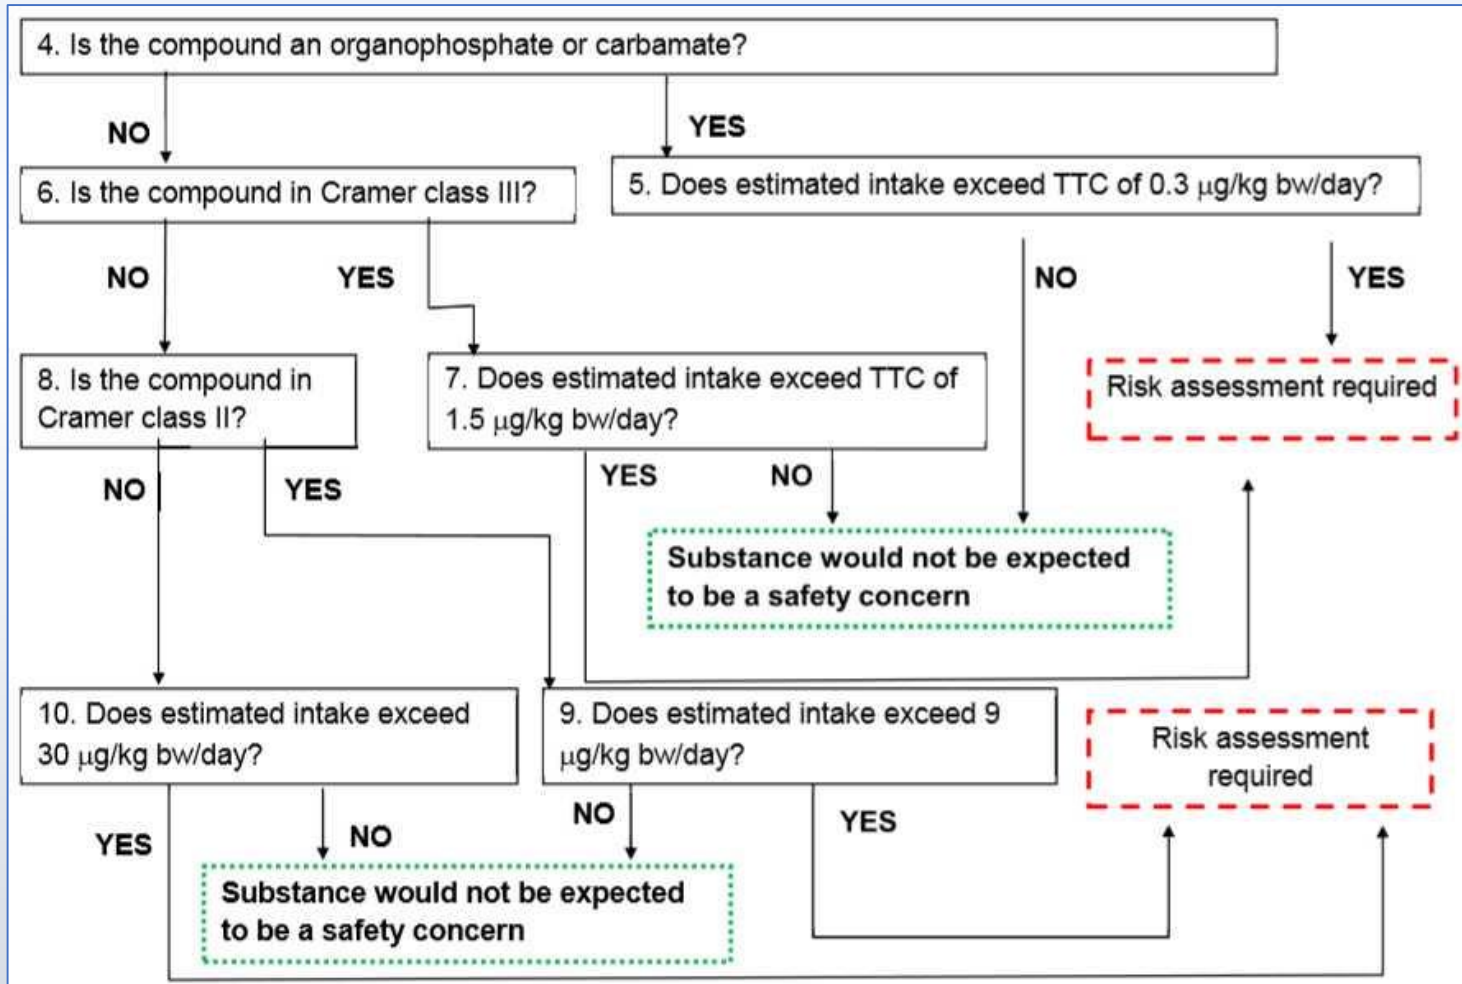 4. Is the compound an organophosphate or carbamate?
NO
YES
6. Is the compound in Cramer class III?
5. Does estimated intake exceed TTC of 0.3 μg/kg bw/day?
NO
YES
NO
YES
8. Is the compound in
Cramer class II?
7. Does estimated intake exceed TTC of
1.5 μg/kg bw/day?
Risk assessment required
NO
YES
YES
NO
Substance would not be expected
to be a safety concern
10. Does estimated intake exceed
30 μg/kg bw/day?
9. Does estimated intake exceed 9
μg/kg bw/day?
Risk assessment
required
YES
NO
NO
YES
Substance would not be expected
to be a safety concern